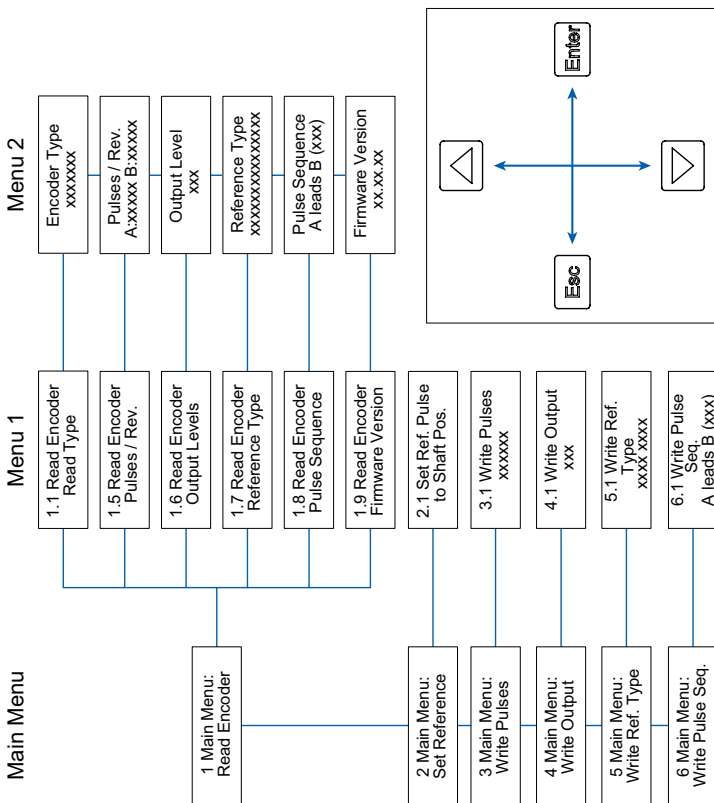 Main Menu
Menu 1
Menu 2
1 Main Menu:
Read Encoder
1.1 Read Encoder
Read Type
Encoder Type
xxxxxxx
1.5 Read Encoder
Pulses / Rev.
Pulses / Rev.
A:xxxxx B:xxxxx
1.6 Read Encoder
Output Levels
Output Level
xxx
1.7 Read Encoder
Reference Type
Reference Type
xxxxxxxxxxxxxxxx
1.8 Read Encoder
Pulse Sequence
Pulse Sequence
A leads B (xxx)
1.9 Read Encoder
Firmware Version
Firmware Version
xx.xx.xx
2 Main Menu:
Set Reference
2.1 Set Ref. Pulse
to Shaft Pos.
3 Main Menu:
Write Pulses
3.1 Write Pulses
xxxxxx
4 Main Menu:
Write Output
4.1 Write Output
xxx
5 Main Menu:
Write Ref. Type
5.1 Write Ref.
Type
xxxx xxxx
6 Main Menu:
Write Pulse Seq.
6.1 Write Pulse
Seq.
A leads B (xxx)
Esc
Enter